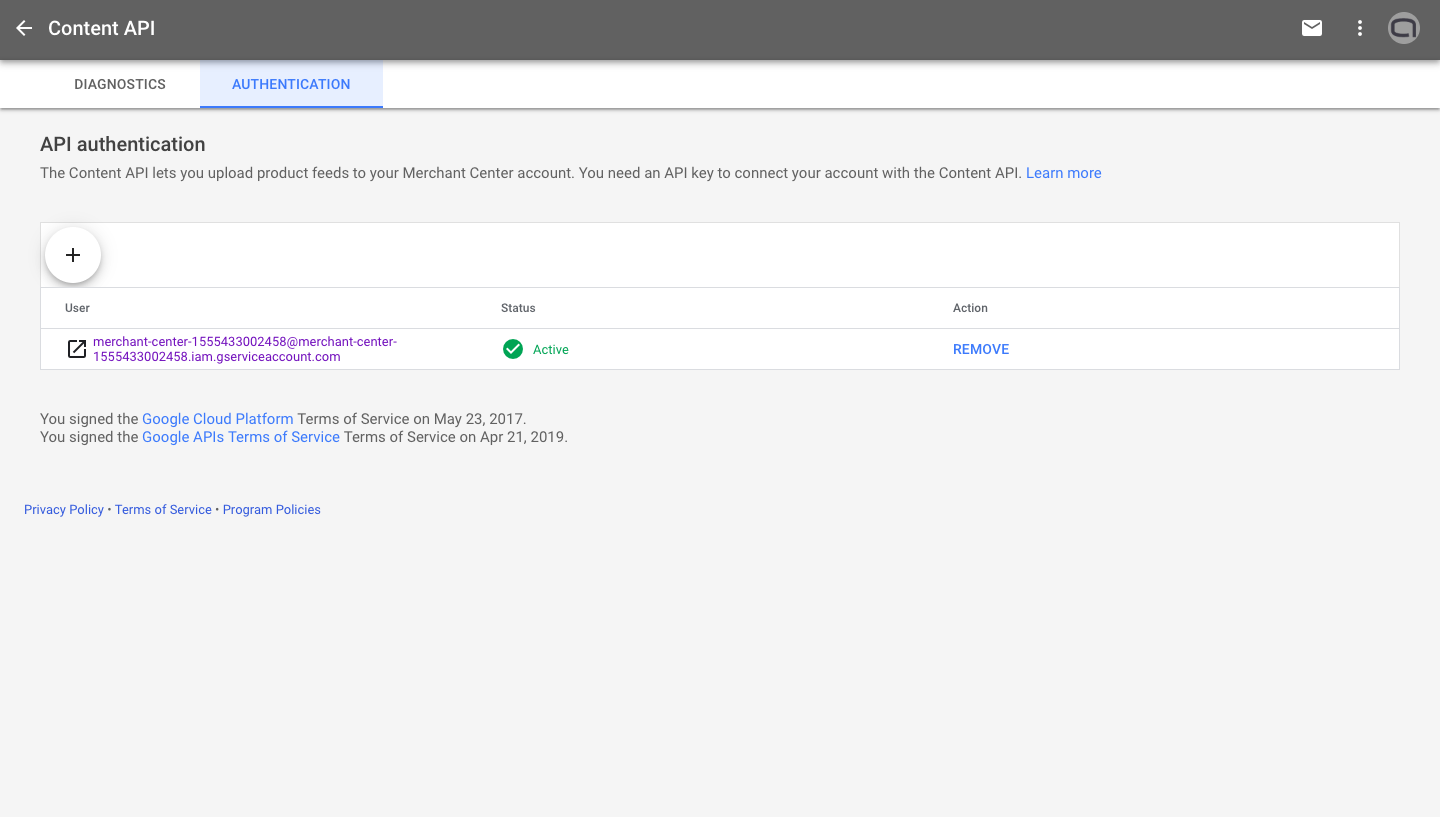 Content API
DIAGNOSTICS
AUTHENTICATION
API authentication
The Content API lets you upload product feeds to your Merchant Center account. You need an API key to connect your account with the Content API. Learn more
User
Status
Action
merchant-center-1555433002458@merchant-center-
1555433002458.iam.gserviceaccount.com
Active
REMOVE
You signed the Google Cloud Platform Terms of Service on May 23, 2017.
You signed the Google APIs Terms of Service Terms of Service on Apr 21, 2019.
Privacy Policy • Terms of Service • Program Policies